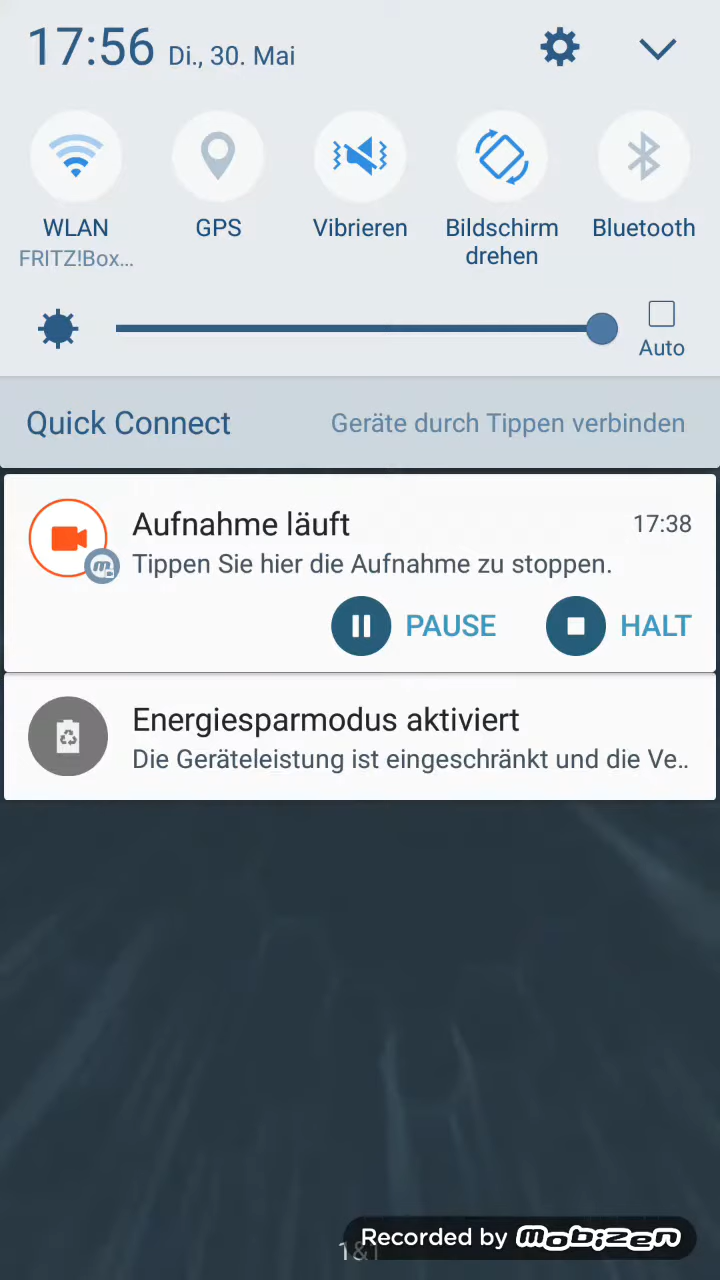 17:56 Di., 30. Mai
WLAN
FRITZ!Box...
GPS
Vibrieren
Bildschirm
drehen
Bluetooth
Auto
Quick Connect Geräte durch Tippen verbinden
Aufnahme läuft 17:38
Tippen Sie hier die Aufnahme zu stoppen.
PAUSE HALT
Energiesparmodus aktiviert
Die Geräteleistung ist eingeschränkt und die Ve..
1&1
Recorded by mobizen